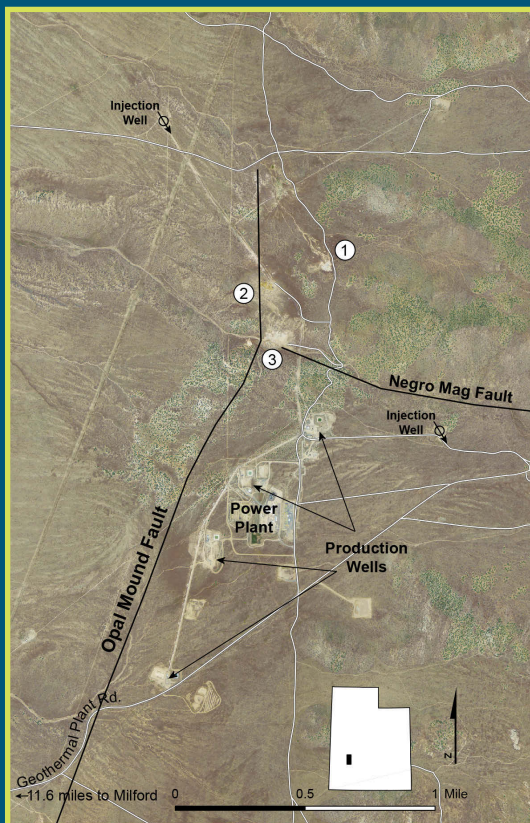 Injection
Well
1
2
3
Negro Mag Fault
Injection
Well
Power
Plant
Production
Wells
Opal Mound Fault
Geothermal Plant Rd.
11.6 miles to Milford
0
0.5
1 Mile
N